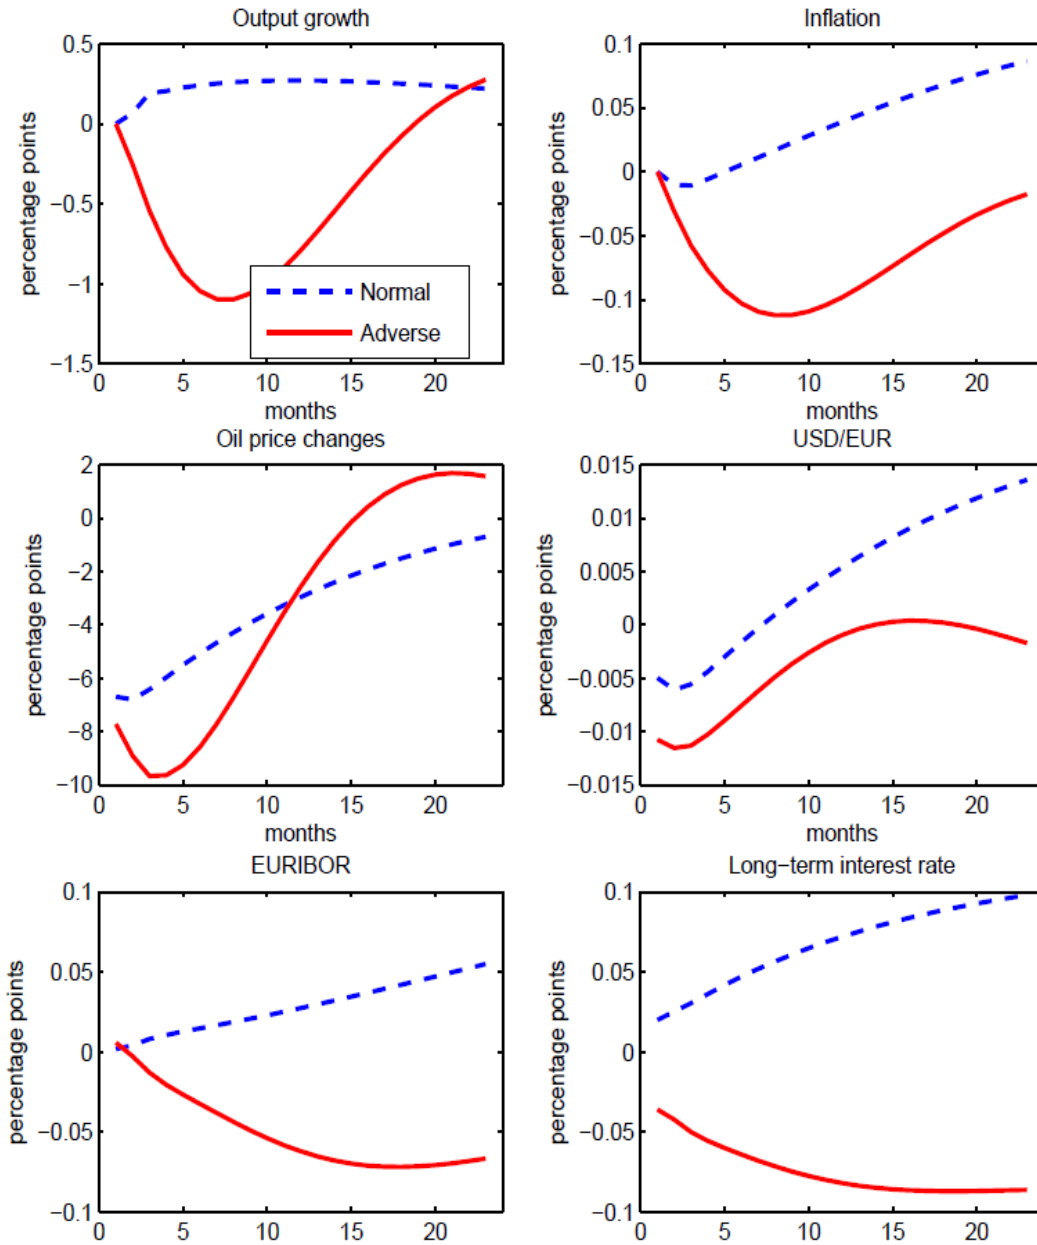 Output growth
0.5
0
−0.5
−1
−1.5
percentage points
0 5 10 15 20
months
Normal
Adverse
Inflation
0.1
0.05
0
−0.05
−0.1
−0.15
percentage points
0 5 10 15 20
months
Oil price changes
2
0
−2
−4
−6
−8
−10
percentage points
0 5 10 15 20
months
USD/EUR
0.015
0.01
0.005
0
−0.005
−0.01
−0.015
percentage points
0 5 10 15 20
months
EURIBOR
0.1
0.05
0
−0.05
−0.1
percentage points
0 5 10 15 20
Long−term interest rate
0.1
0.05
0
−0.05
−0.1
percentage points
0 5 10 15 20